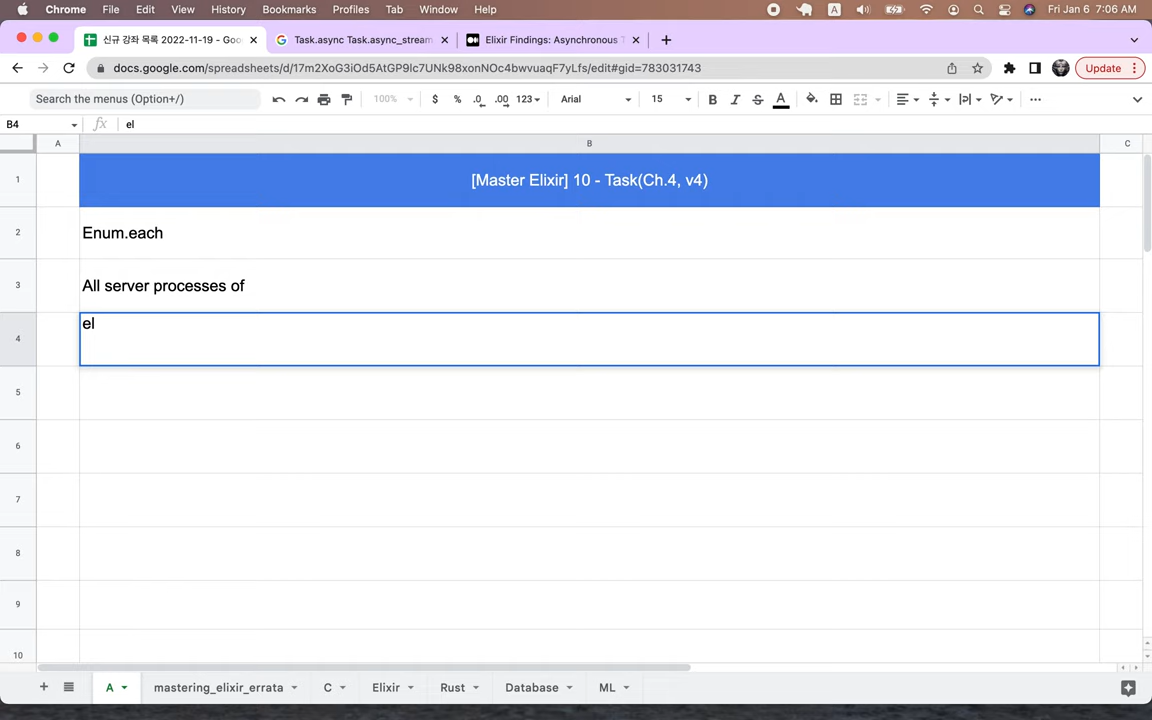 Chrome File Edit View History Bookmarks Profiles Tab Window Help A Fri Jan 6 7:06 AM
신규 강좌 목록 2022-11-19 - Goo Task.async Task.async_stream Elixir Findings: Asynchronous T
docs.google.com/spreadsheets/d/17m2XoG3iOd5AtGP9lc7UNk98xonNOc4bwvuaqF7yLfs/edit#gid=783031743 Update
Search the menus (Option+/) 100% $ % .0 .00 123 Arial 15 B I S A
B4 fx el
A B C
1 [Master Elixir] 10 - Task(Ch.4, v4)
2 Enum.each
3 All server processes of
4 el
5
6
7
8
9
10
A mastering_elixir_errata C Elixir Rust Database ML